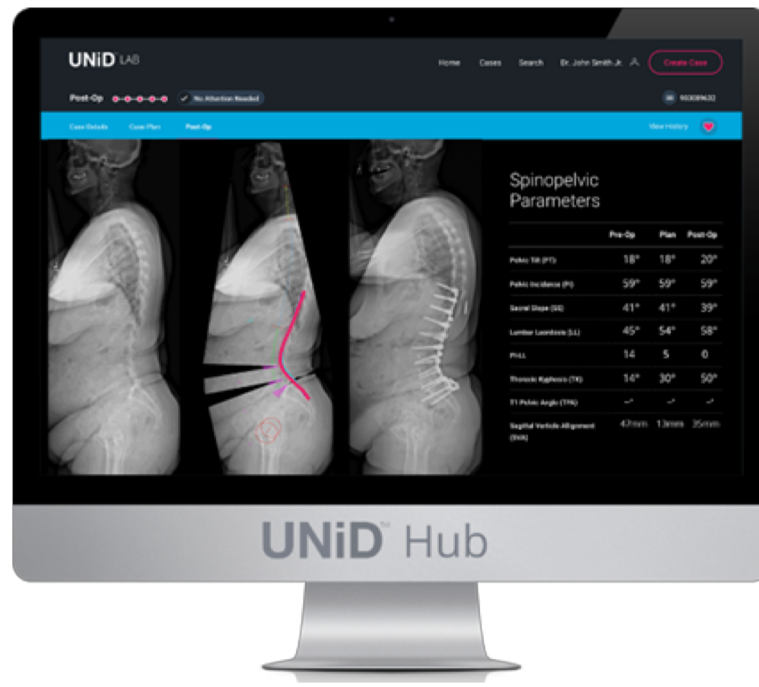 UNiD™ LAB
Home Cases Search Dr. John Smith Jr. Create Case
Post-Op No Attention Needed
Case Details Case Plan Post-Op View History
Spinopelvic
Parameters
Pre-Op Plan Post-Op
Pelvic Tilt (PT) 18° 18° 20°
Pelvic Incidence (PI) 59° 59° 59°
Sacral Slope (SS) 41° 41° 39°
Lumbar Lordosis (LL) 45° 54° 58°
PI-LL 14 5 0
Thoracic Kyphosis (TK) 14° 30° 50°
T1 Pelvic Angle (TPA) -° -° -°
Sagittal Verticle Alignment 47mm 13mm 35mm
(SVA)
UNiD™ Hub